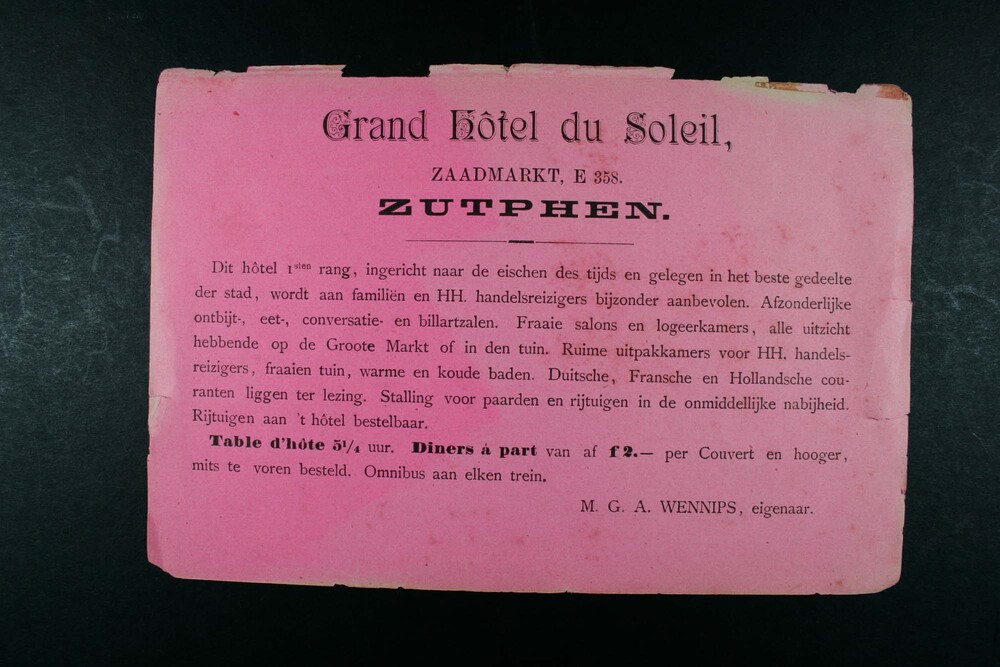 Grand Hôtel du Soleil,
ZAADMARKT, E 358.
ZUTPHEN.
Dit hôtel 1sten rang, ingericht naar de eischen des tijds en gelegen in het beste gedeelte
der stad, wordt aan familiën en HH. handelsreizigers bijzonder aanbevolen. Afzonderlijke
ontbijt-, eet-, conversatie- en billartzalen. Fraaie salons en logeerkamers, alle uitzicht
hebbende op de Groote Markt of in den tuin. Ruime uitpakkamers voor HH. handels-
reizigers, fraaien tuin, warme en koude baden. Duitsche, Fransche en Hollandsche cou-
ranten liggen ter lezing. Stalling voor paarden en rijtuigen in de onmiddellijke nabijheid.
Rijtuigen aan 't hôtel bestelbaar.
Table d'hôte 5¼ uur. Diners à part van af f 2.— per Couvert en hooger,
mits te voren besteld. Omnibus aan elken trein.
M. G. A. WENNIPS, eigenaar.